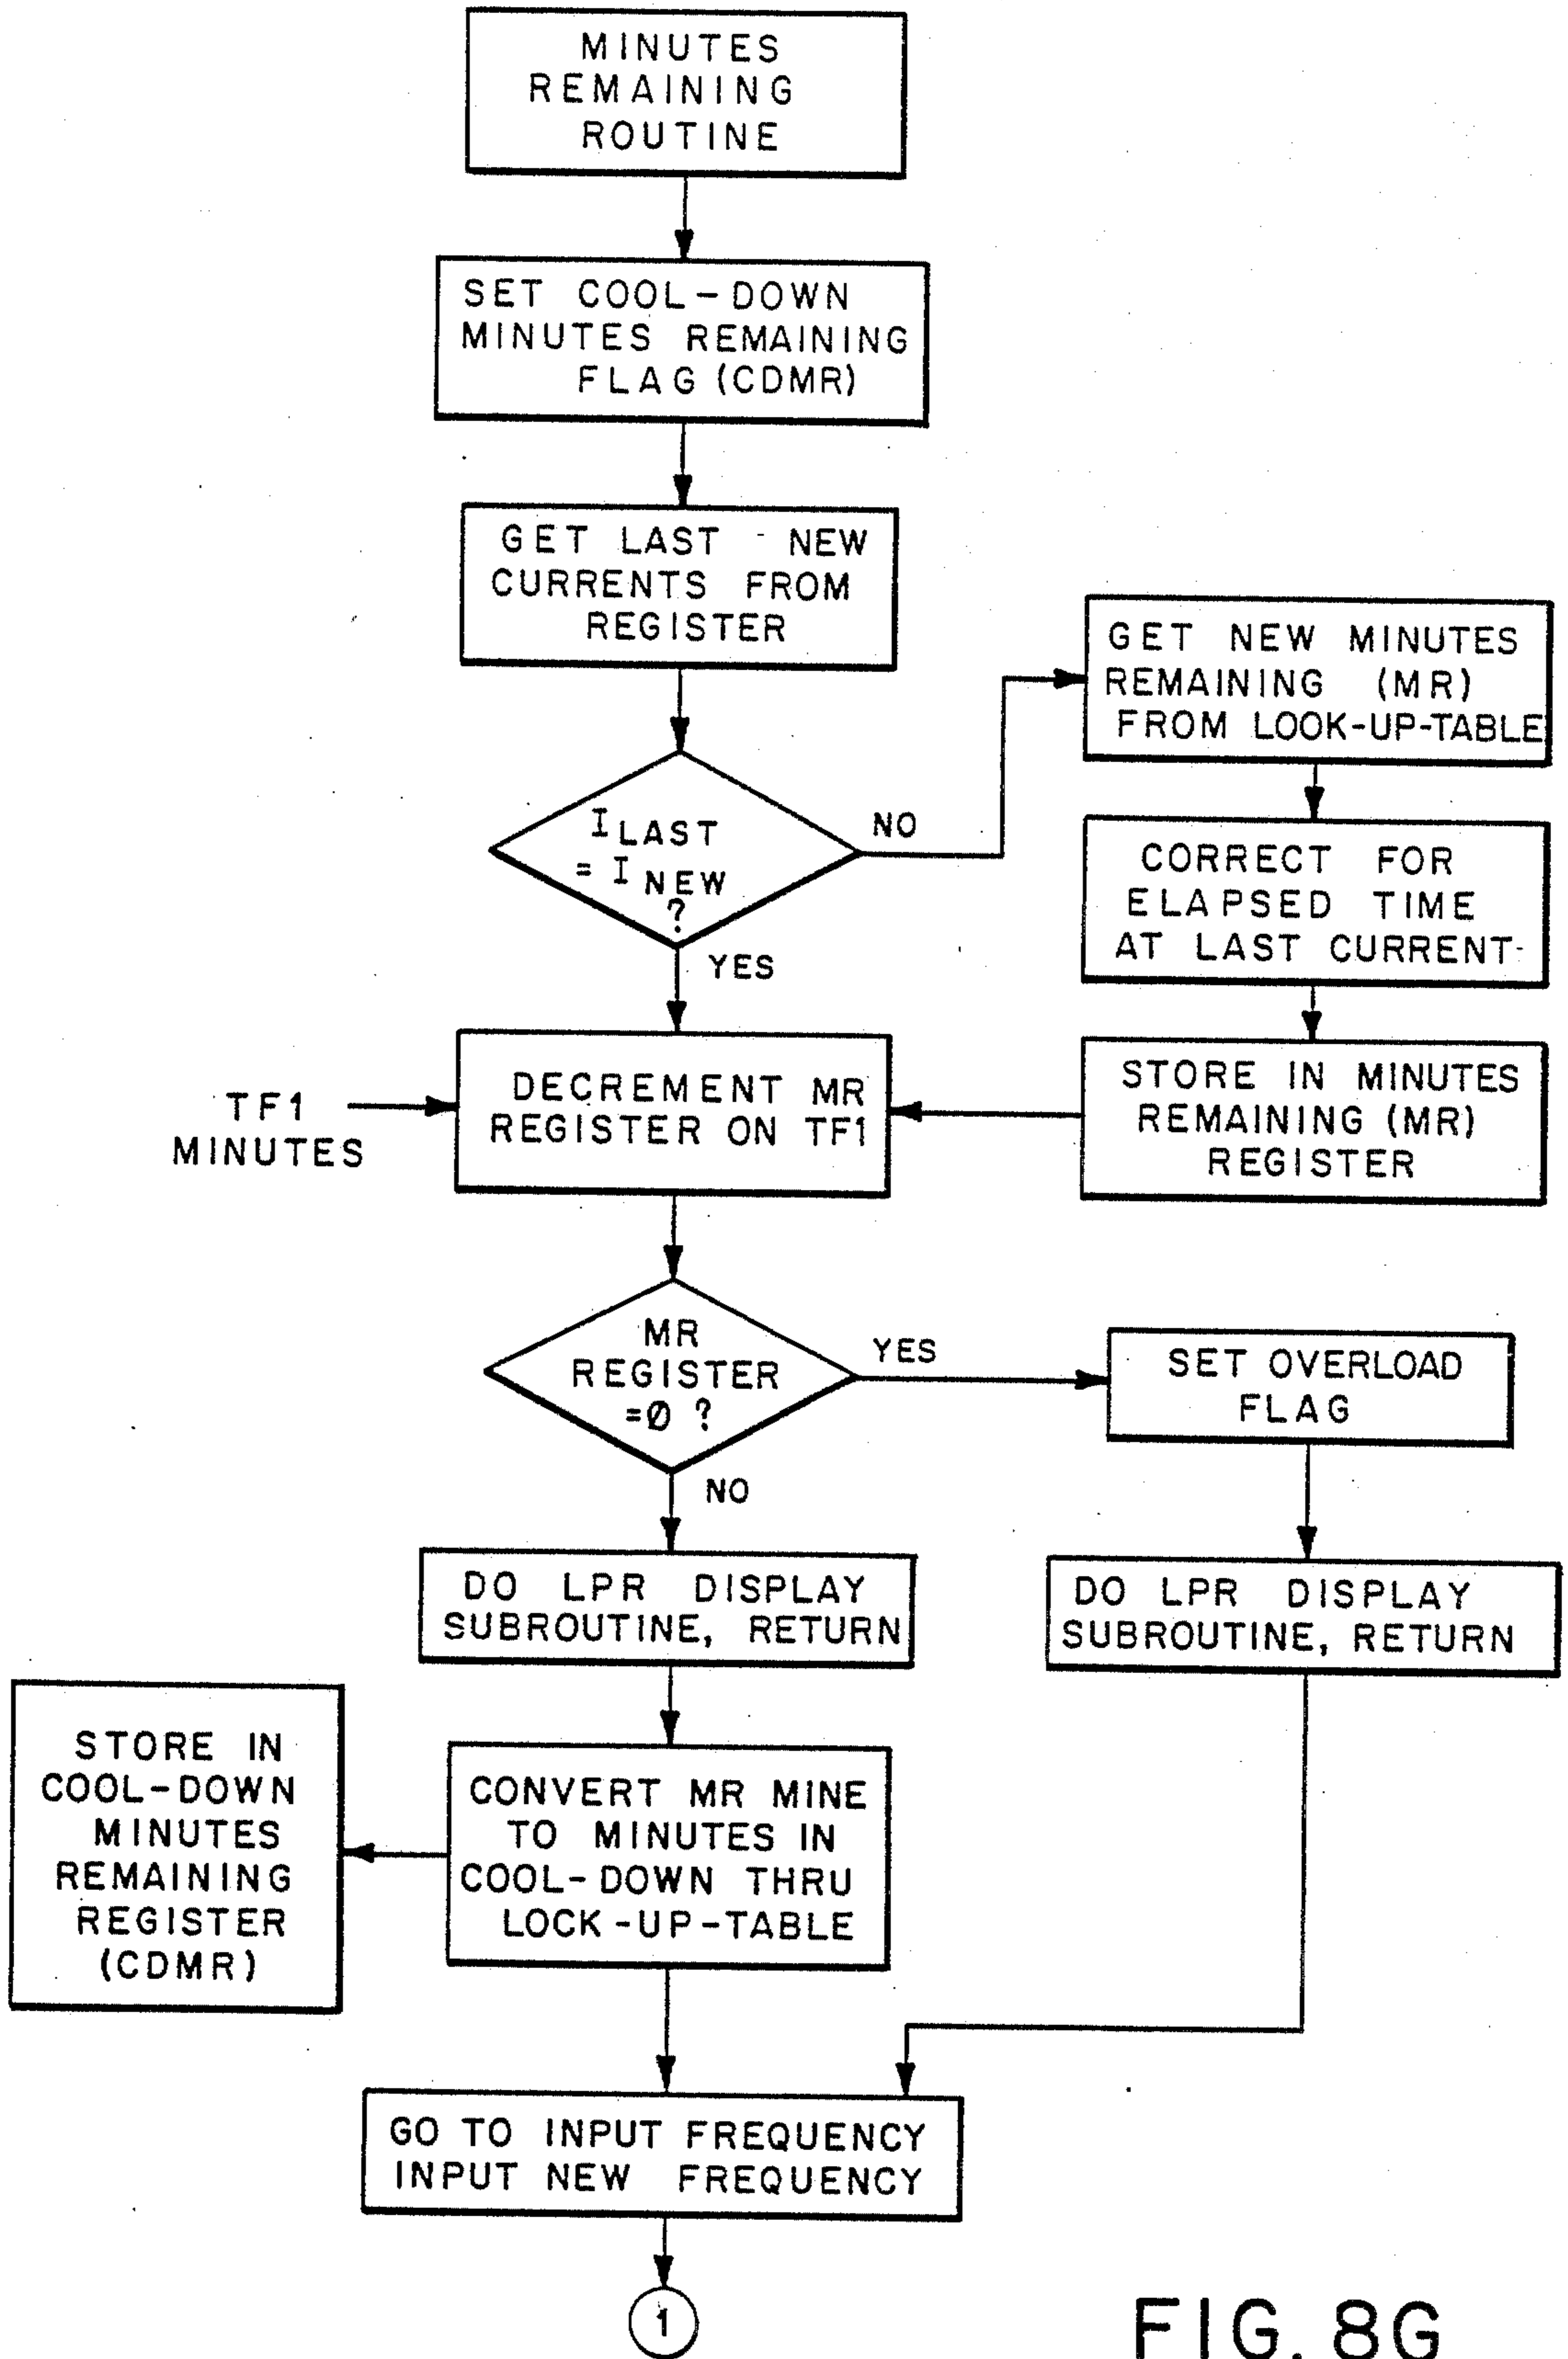 MINUTES
REMAINING
ROUTINE
SET COOL-DOWN
MINUTES REMAINING
FLAG (CDMR)
GET LAST - NEW
CURRENTS FROM
REGISTER
GET NEW MINUTES
REMAINING (MR)
FROM LOOK-UP-TABLE
I LAST
= I NEW
?
NO
YES
CORRECT FOR
ELAPSED TIME
AT LAST CURRENT
STORE IN MINUTES
REMAINING (MR)
REGISTER
TF1
MINUTES
DECREMENT MR
REGISTER ON TF1
MR
REGISTER
=Ø ?
YES
NO
SET OVERLOAD
FLAG
DO LPR DISPLAY
SUBROUTINE, RETURN
DO LPR DISPLAY
SUBROUTINE, RETURN
CONVERT MR MINE
TO MINUTES IN
COOL-DOWN THRU
LOCK-UP-TABLE
STORE IN
COOL-DOWN
MINUTES
REMAINING
REGISTER
(CDMR)
GO TO INPUT FREQUENCY
INPUT NEW FREQUENCY
1
FIG. 8G